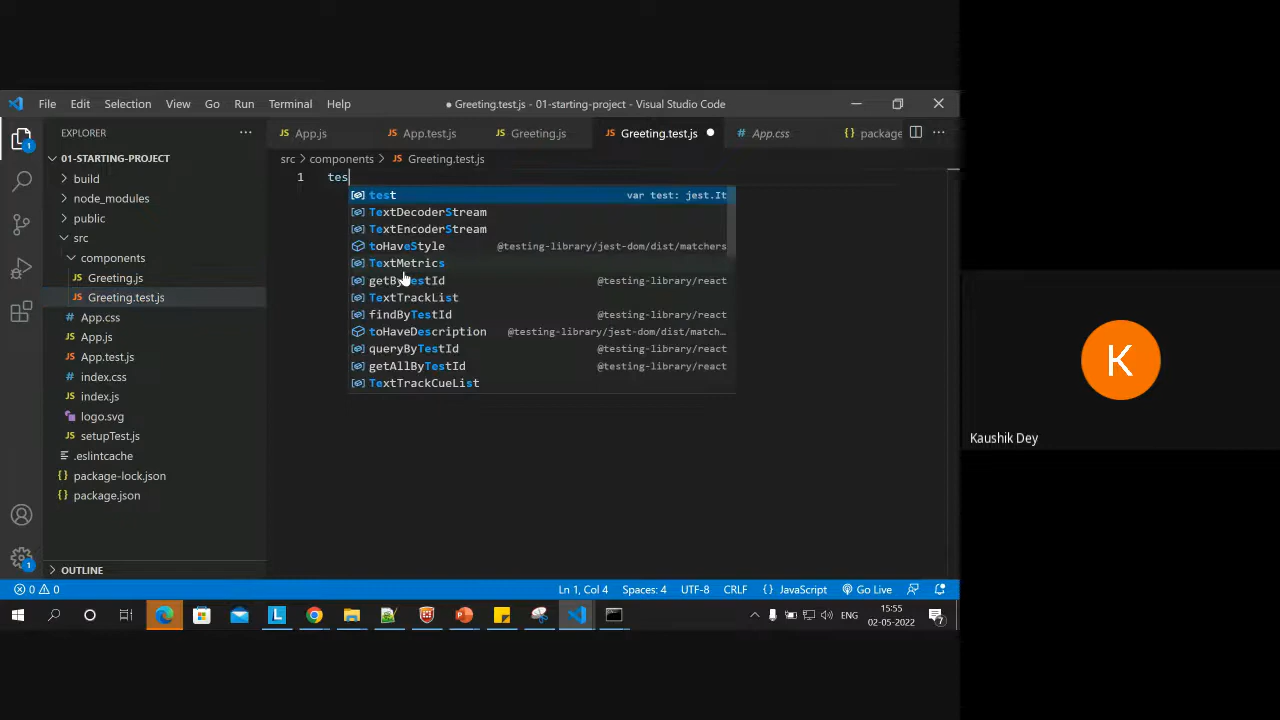 File Edit Selection View Go Run Terminal Help
● Greeting.test.js - 01-starting-project - Visual Studio Code
EXPLORER
JS App.js
JS App.test.js
JS Greeting.js
JS Greeting.test.js
App.css
{} package
01-STARTING-PROJECT
src > components > JS Greeting.test.js
build
node_modules
public
src
components
JS Greeting.js
JS Greeting.test.js
App.css
JS App.js
JS App.test.js
index.css
JS index.js
logo.svg
JS setupTest.js
.eslintcache
{} package-lock.json
{} package.json
OUTLINE
1 tes
test var test: jest.It
TextDecoderStream
TextEncoderStream
toHaveStyle @testing-library/jest-dom/dist/matchers
TextMetrics
getByTestId @testing-library/react
TextTrackList
findByTestId @testing-library/react
toHaveDescription @testing-library/jest-dom/dist/match…
queryByTestId @testing-library/react
getAllByTestId @testing-library/react
TextTrackCueList
1
1
0 0 Ln 1, Col 4 Spaces: 4 UTF-8 CRLF {} JavaScript Go Live
L
ENG
15:55
02-05-2022
7
K
Kaushik Dey